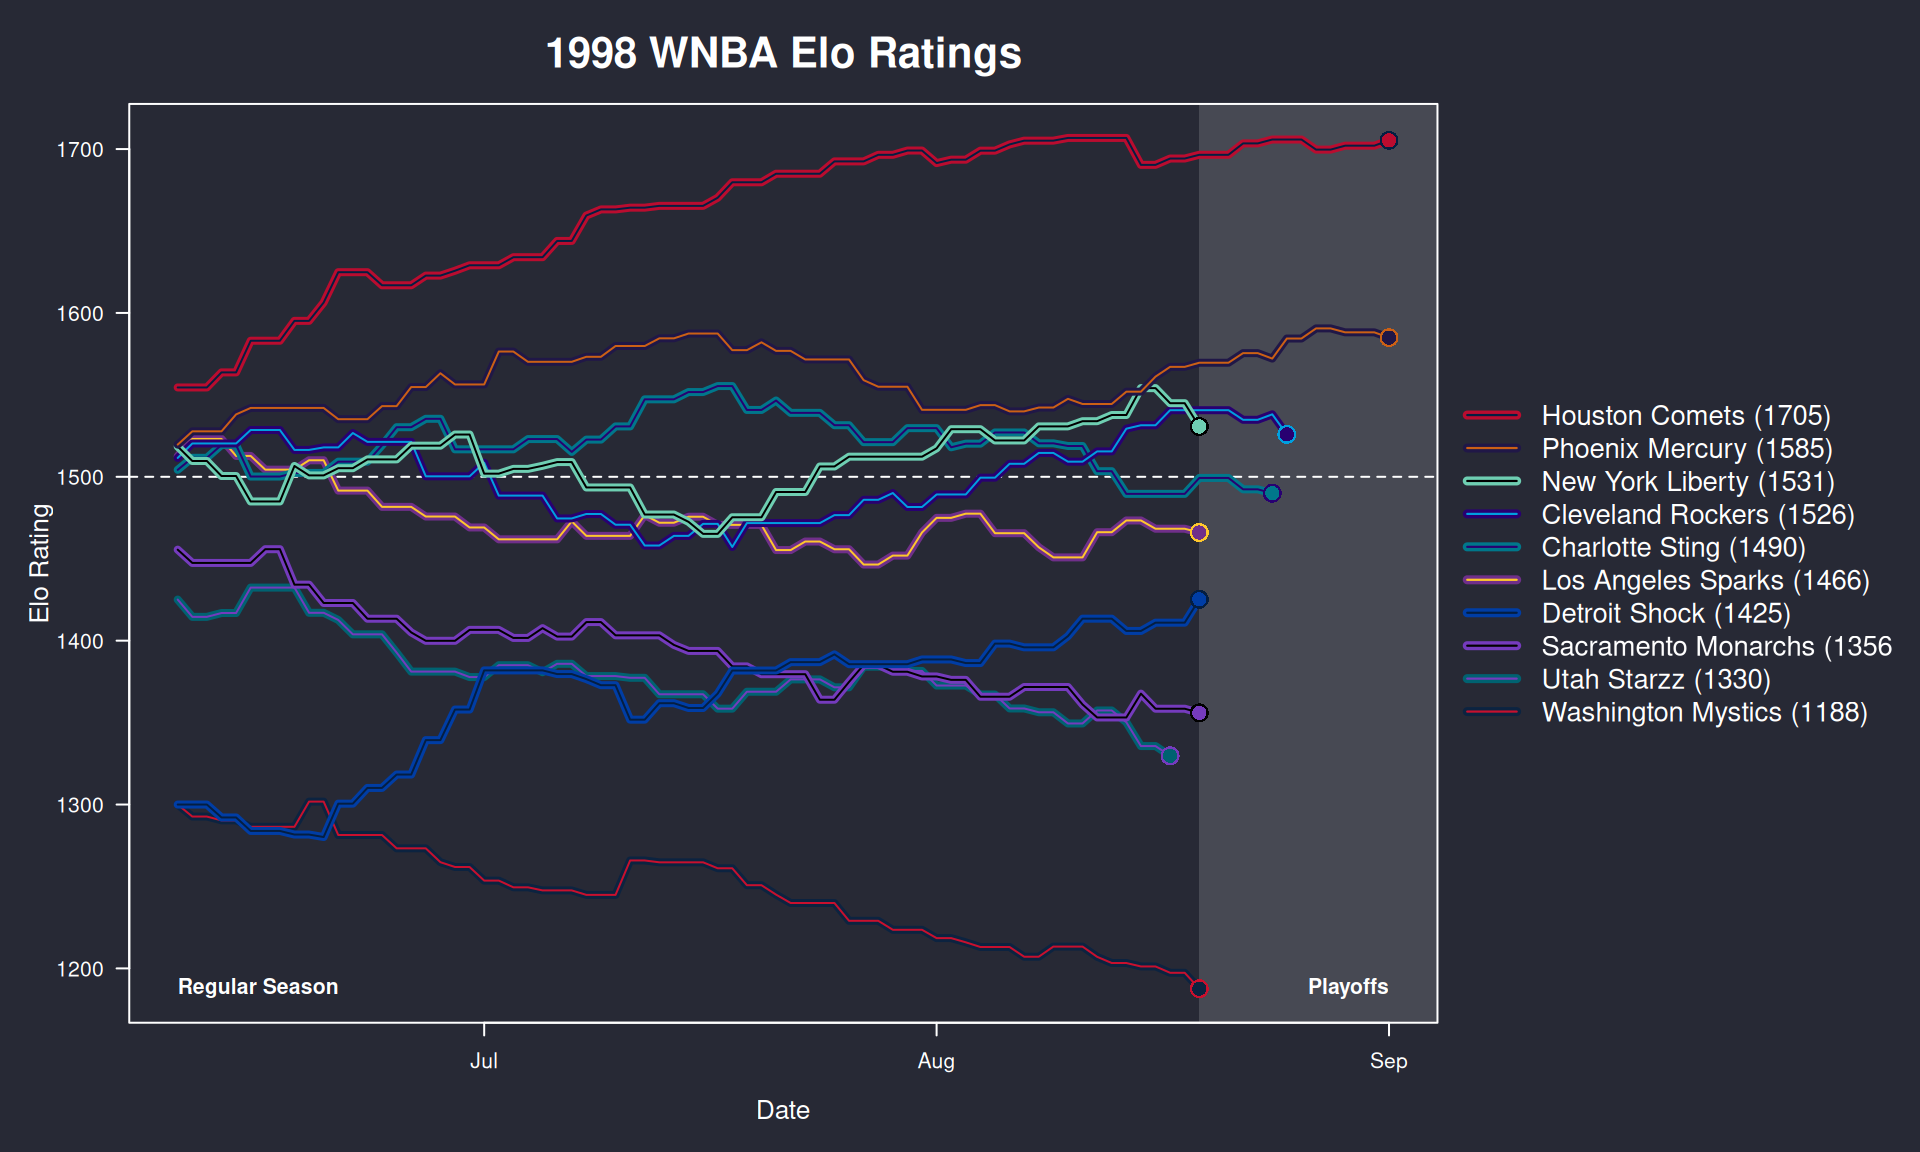 1998 WNBA Elo Ratings
Elo Rating
1700
1600
1500
1400
1300
1200
Regular Season
Playoffs
Jul
Aug
Sep
Date
Houston Comets (1705)
Phoenix Mercury (1585)
New York Liberty (1531)
Cleveland Rockers (1526)
Charlotte Sting (1490)
Los Angeles Sparks (1466)
Detroit Shock (1425)
Sacramento Monarchs (1356
Utah Starzz (1330)
Washington Mystics (1188)